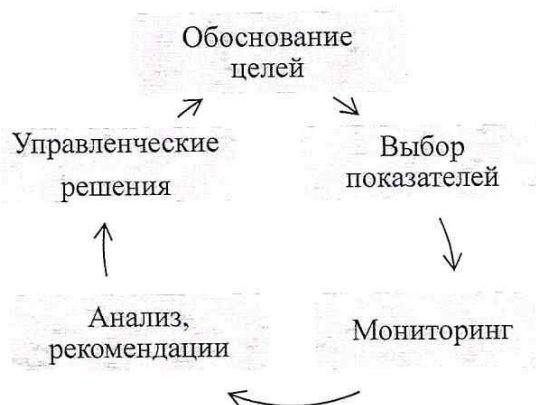 Обоснование
целей
Выбор
показателей
Мониторинг
Анализ,
рекомендации
Управленческие
решения